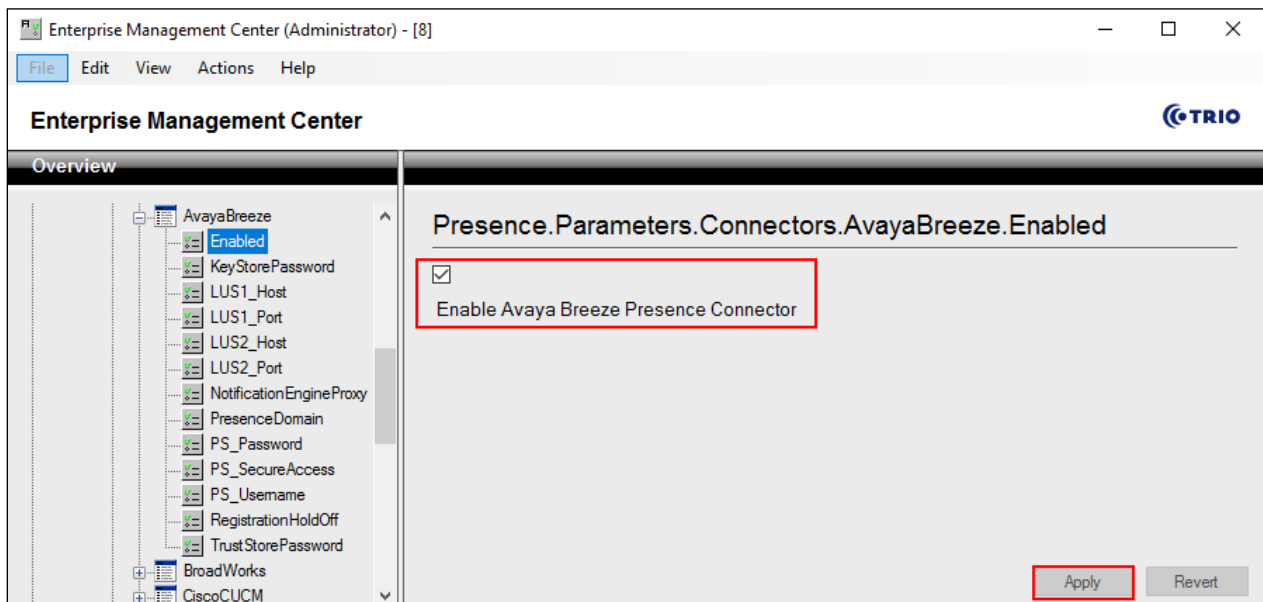 Enterprise Management Center (Administrator) - [8]
File Edit View Actions Help
Enterprise Management Center
TRIO
Overview
AvayaBreeze
Enabled
KeyStorePassword
LUS1_Host
LUS1_Port
LUS2_Host
LUS2_Port
NotificationEngineProxy
PresenceDomain
PS_Password
PS_SecureAccess
PS_Username
RegistrationHoldOff
TrustStorePassword
BroadWorks
CiscoCUCM
Presence.Parameters.Connectors.AvayaBreeze.Enabled
Enable Avaya Breeze Presence Connector
Apply Revert